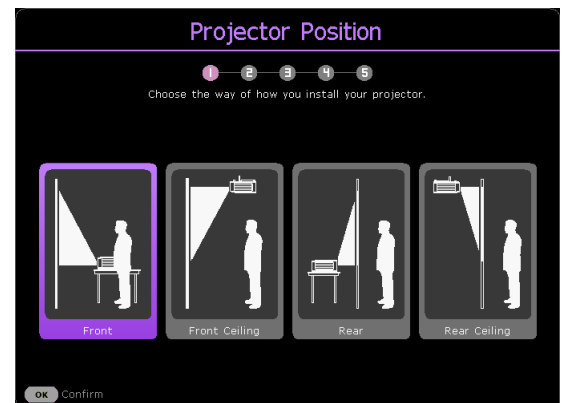 Projector Position
1 2 3 4 5
Choose the way of how you install your projector.
Front Front Ceiling Rear Rear Ceiling
OK Confirm